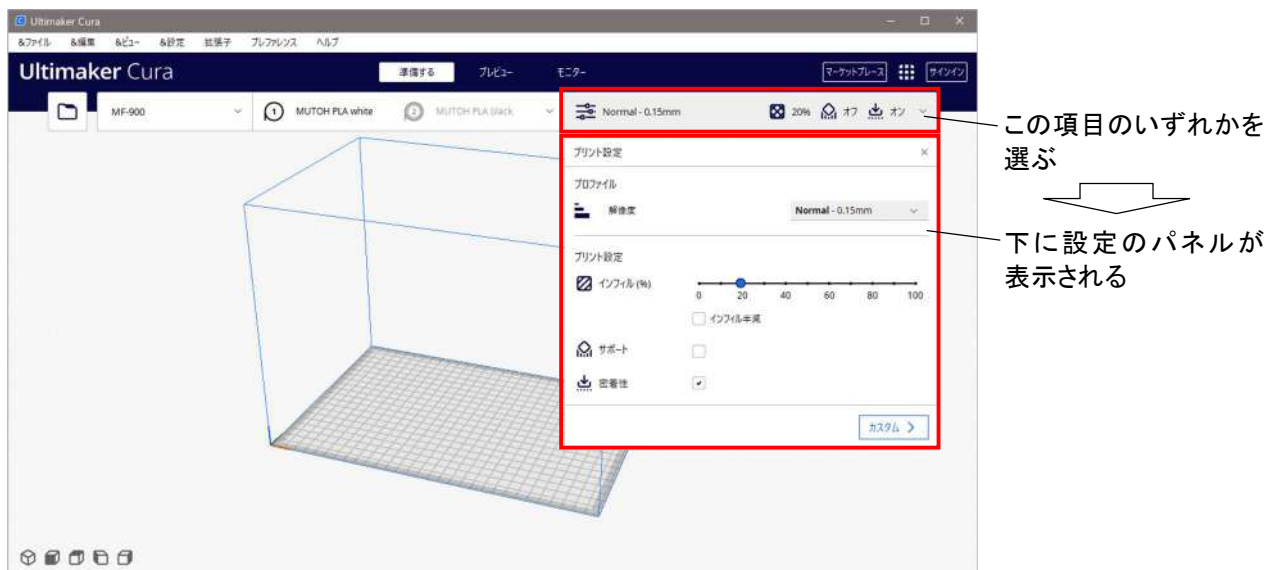 Ultimaker Cura
&ファイル &編集 &ビュー &設定 拡張子 プレファレンス ヘルプ
Ultimaker Cura 準備する プレビュー モニター マーケットプレース サインイン
MF-900 1 MUTOH PLA white 2 MUTOH PLA black Normal - 0.15mm 20% オフ オン
この項目のいずれかを
選ぶ
プリント設定
プロファイル
解像度 Normal - 0.15mm
下に設定のパネルが
表示される
プリント設定
インフィル (%)
0 20 40 60 80 100
インフィル半減
サポート
密着性
カスタム